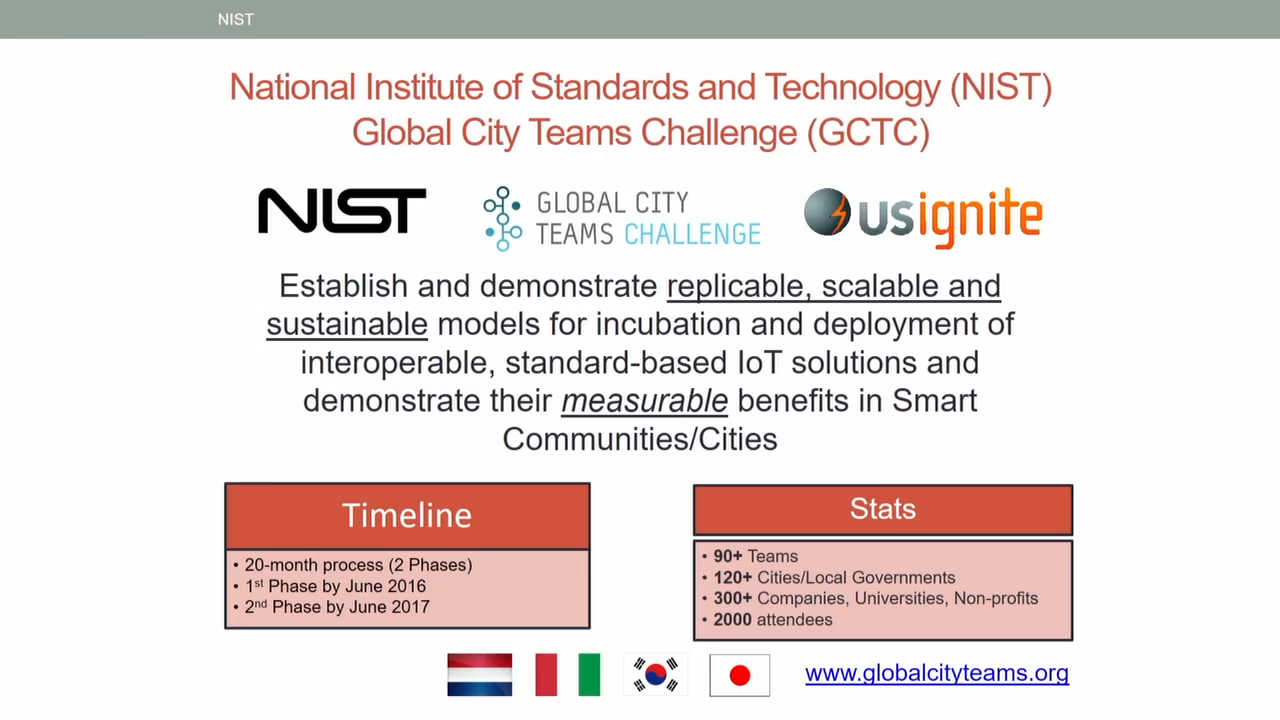 NIST
National Institute of Standards and Technology (NIST)
Global City Teams Challenge (GCTC)
NIST
GLOBAL CITY
TEAMS CHALLENGE
usignite
Establish and demonstrate replicable, scalable and
sustainable models for incubation and deployment of
interoperable, standard-based IoT solutions and
demonstrate their measurable benefits in Smart
Communities/Cities
Timeline
• 20-month process (2 Phases)
• 1st Phase by June 2016
• 2nd Phase by June 2017
Stats
• 90+ Teams
• 120+ Cities/Local Governments
• 300+ Companies, Universities, Non-profits
• 2000 attendees
www.globalcityteams.org